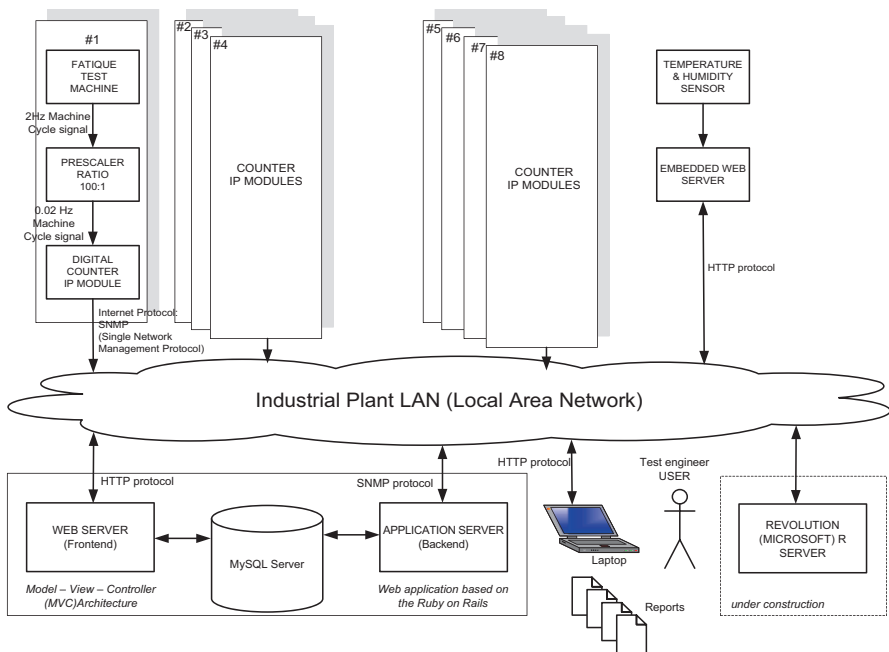 #1
FATIQUE
TEST
MACHINE
2Hz Machine
Cycle signal
PRESCALER
RATIO
100:1
0.02 Hz
Machine
Cycle signal
DIGITAL
COUNTER
IP MODULE
Internet Protocol:
SNMP
(Single Network
Management Protocol)
#2
#3
#4
COUNTER
IP MODULES
#5
#6
#7
#8
COUNTER
IP MODULES
TEMPERATURE
& HUMIDITY
SENSOR
EMBEDDED WEB
SERVER
HTTP protocol
Industrial Plant LAN (Local Area Network)
HTTP protocol
SNMP protocol
HTTP protocol
Test engineer
USER
WEB SERVER
(Frontend)
MySQL Server
APPLICATION SERVER
(Backend)
Model – View – Controller
(MVC)Architecture
Web application based on
the Ruby on Rails
Laptop
Reports
REVOLUTION
(MICROSOFT) R
SERVER
under construction